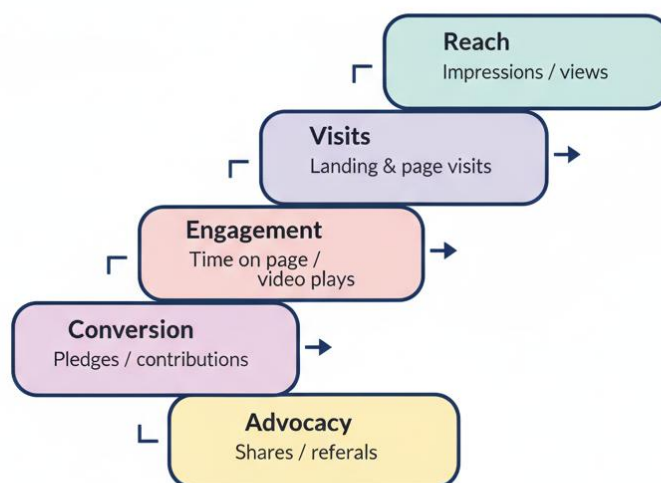 Reach
Impressions / views
Visits
Landing & page visits
Engagement
Time on page /
video plays
Conversion
Pledges / contributions
Advocacy
Shares / referals